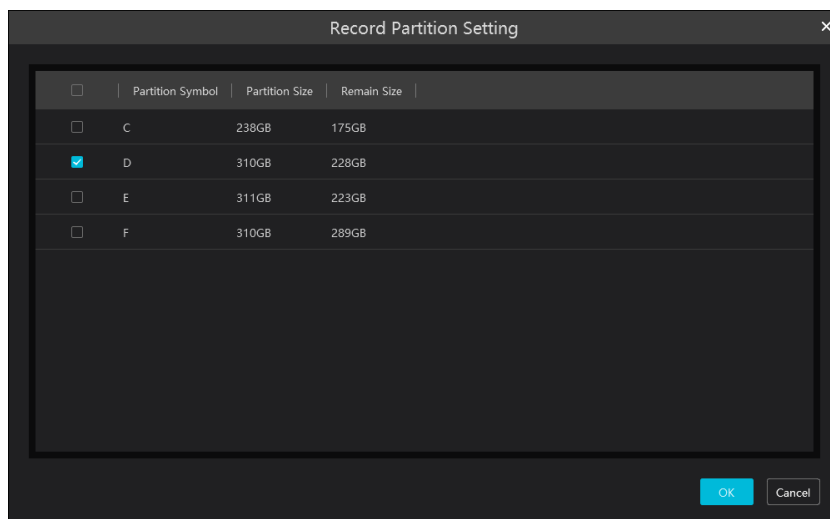 Record Partition Setting
Partition Symbol Partition Size Remain Size
C 238GB 175GB
D 310GB 228GB
E 311GB 223GB
F 310GB 289GB
OK Cancel